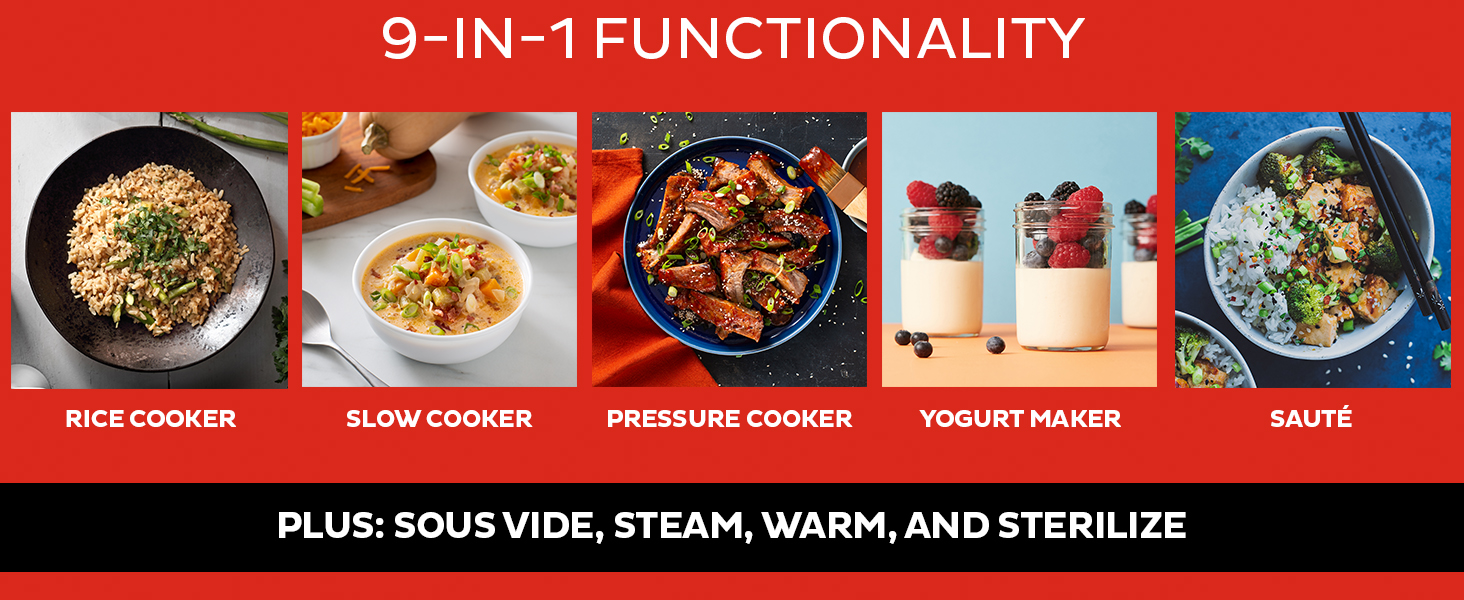 9-IN-1 FUNCTIONALITY
RICE COOKER
SLOW COOKER
PRESSURE COOKER
YOGURT MAKER
SAUTÉ
PLUS: SOUS VIDE, STEAM, WARM, AND STERILIZE